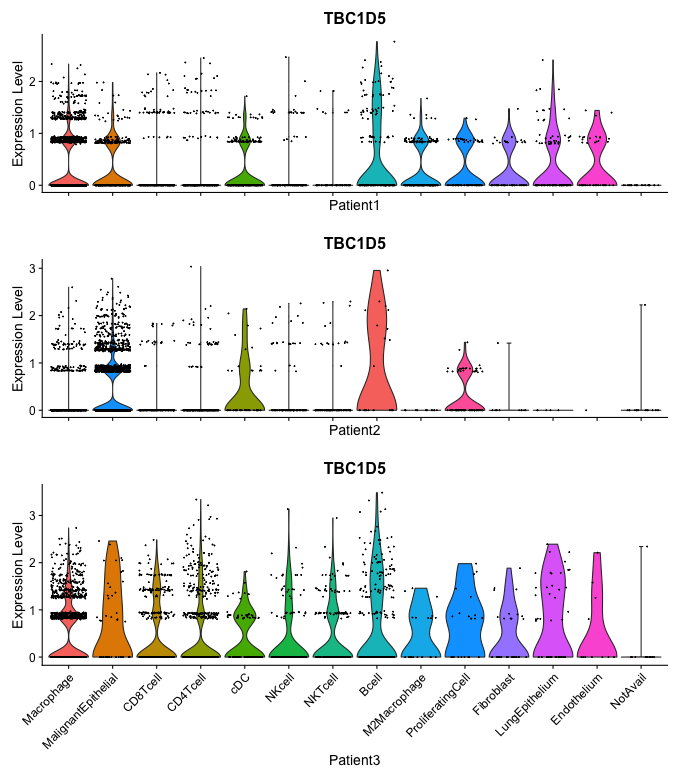 TBC1D5
Expression Level
2
1
0
Patient1
TBC1D5
Expression Level
3
2
1
0
Patient2
TBC1D5
Expression Level
3
2
1
0
Macrophage
MalignantEpithelial
CD8Tcell
CD4Tcell
cDC
NKcell
NKTcell
Bcell
M2Macrophage
ProliferatingCell
Fibroblast
LungEpithelium
Endothelium
NotAvail
Patient3